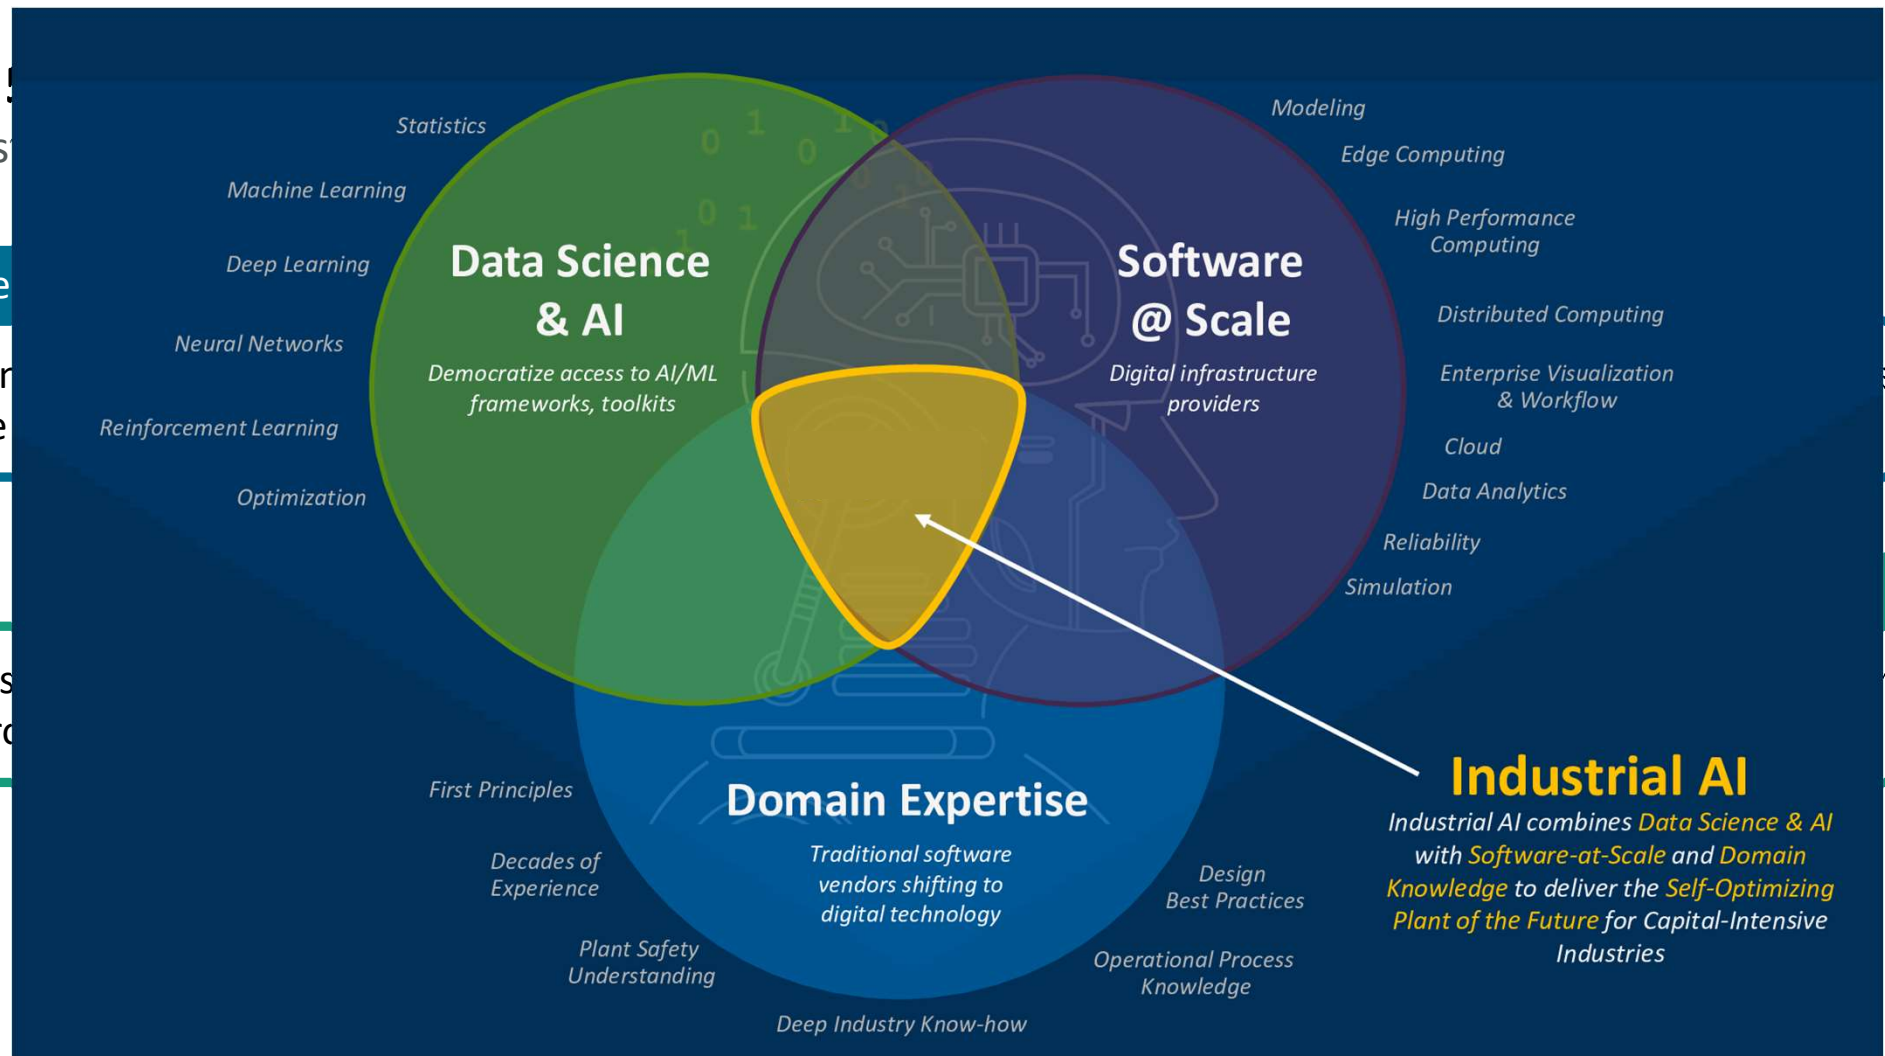 Statistics
Machine Learning
Deep Learning
Neural Networks
Reinforcement Learning
Optimization
Data Science
& AI
Democratize access to AI/ML
frameworks, toolkits
Software
@ Scale
Digital infrastructure
providers
Modeling
Edge Computing
High Performance
Computing
Distributed Computing
Enterprise Visualization
& Workflow
Cloud
Data Analytics
Reliability
Simulation
Domain Expertise
Traditional software
vendors shifting to
digital technology
First Principles
Decades of
Experience
Plant Safety
Understanding
Deep Industry Know-how
Design
Best Practices
Operational Process
Knowledge
Industrial AI
Industrial AI combines Data Science & AI
with Software-at-Scale and Domain
Knowledge to deliver the Self-Optimizing
Plant of the Future for Capital-Intensive
Industries